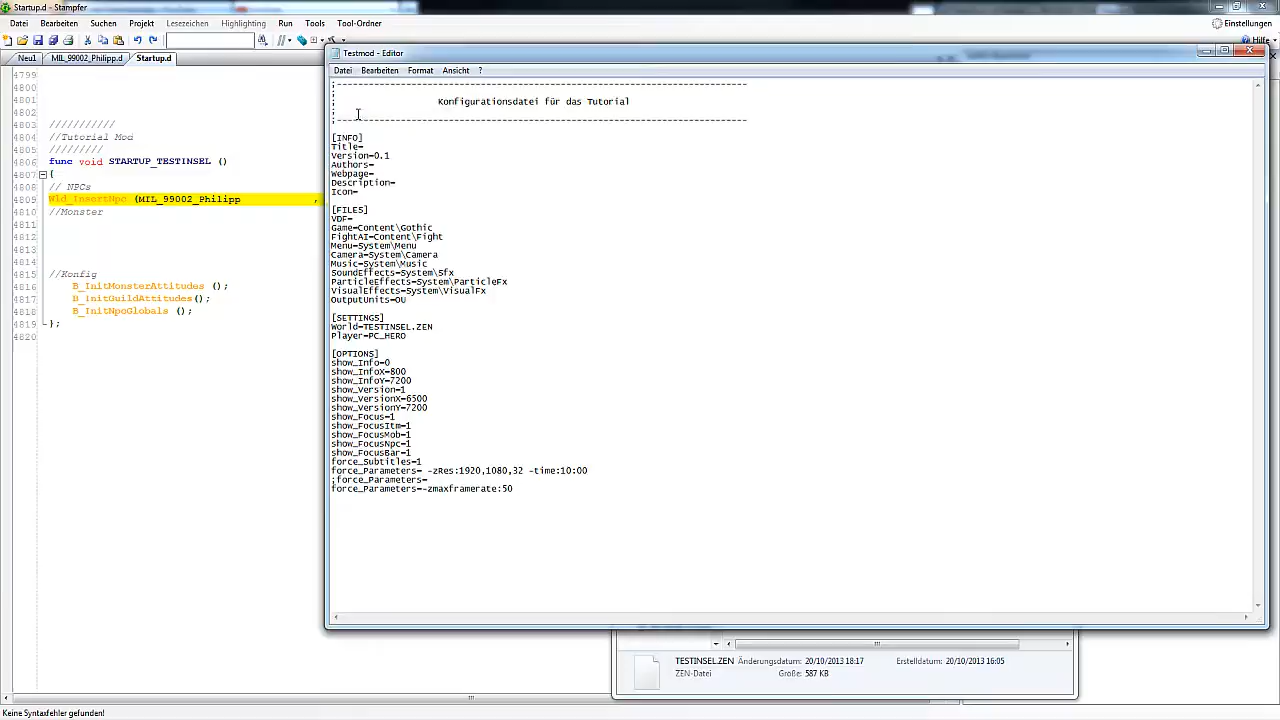 Startup.d - Stampfer
Datei Bearbeiten Suchen Projekt Lesezeichen Highlighting Run Tools Tool-Ordner
Einstellungen
Hilfe
Neu1 MIL_99002_Philipp.d Startup.d
4799
4800
4801
4802
4803 ///////////
4804 //Tutorial Mod
4805 /////////
4806 func void STARTUP_TESTINSEL ()
4807 {
4808 // NPCs
4809 Wld_InsertNpc (MIL_99002_Philipp ,
4810 //Monster
4811
4812
4813
4814
4815 //Konfig
4816 B_InitMonsterAttitudes ();
4817 B_InitGuildAttitudes();
4818 B_InitNpcGlobals ();
4819 };
4820
Testmod - Editor
Datei Bearbeiten Format Ansicht ?
Konfigurationsdatei für das Tutorial
[INFO]
Title=
Version=0.1
Authors=
Webpage=
Description=
Icon=
[FILES]
VDF=
Game=Content\Gothic
FightAI=Content\Fight
Menu=System\Menu
Camera=System\Camera
Music=System\Music
SoundEffects=System\Sfx
ParticleEffects=System\ParticleFx
VisualEffects=System\VisualFx
OutputUnits=OU
[SETTINGS]
World=TESTINSEL.ZEN
Player=PC_HERO
[OPTIONS]
show_Info=0
show_InfoX=800
show_InfoY=7200
show_Version=1
show_VersionX=6500
show_VersionY=7200
show_Focus=1
show_FocusItm=1
show_FocusMob=1
show_FocusNpc=1
show_FocusBar=1
force_Subtitles=1
force_Parameters= -zRes:1920,1080,32 -time:10:00
;force_Parameters=
force_Parameters=-zmaxframerate:50
TESTINSEL.ZEN Änderungsdatum: 20/10/2013 18:17 Erstelldatum: 20/10/2013 16:05
ZEN-Datei Größe: 587 KB
Keine Syntaxfehler gefunden!